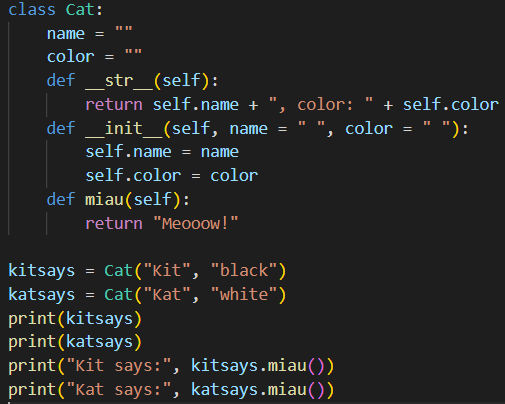 class Cat:
    name = ""
    color = ""
    def __str__(self):
        return self.name + ", color: " + self.color
    def __init__(self, name = " ", color = " "):
        self.name = name
        self.color = color
    def miau(self):
        return "Meooow!"

kitsays = Cat("Kit", "black")
katsays = Cat("Kat", "white")
print(kitsays)
print(katsays)
print("Kit says:", kitsays.miau())
print("Kat says:", katsays.miau())